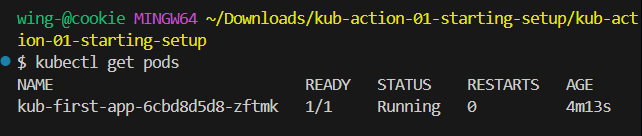 wing-@cookie MINGW64 ~/Downloads/kub-action-01-starting-setup/kub-act
ion-01-starting-setup
$ kubectl get pods
NAME READY STATUS RESTARTS AGE
kub-first-app-6cbd8d5d8-zftmk 1/1 Running 0 4m13s